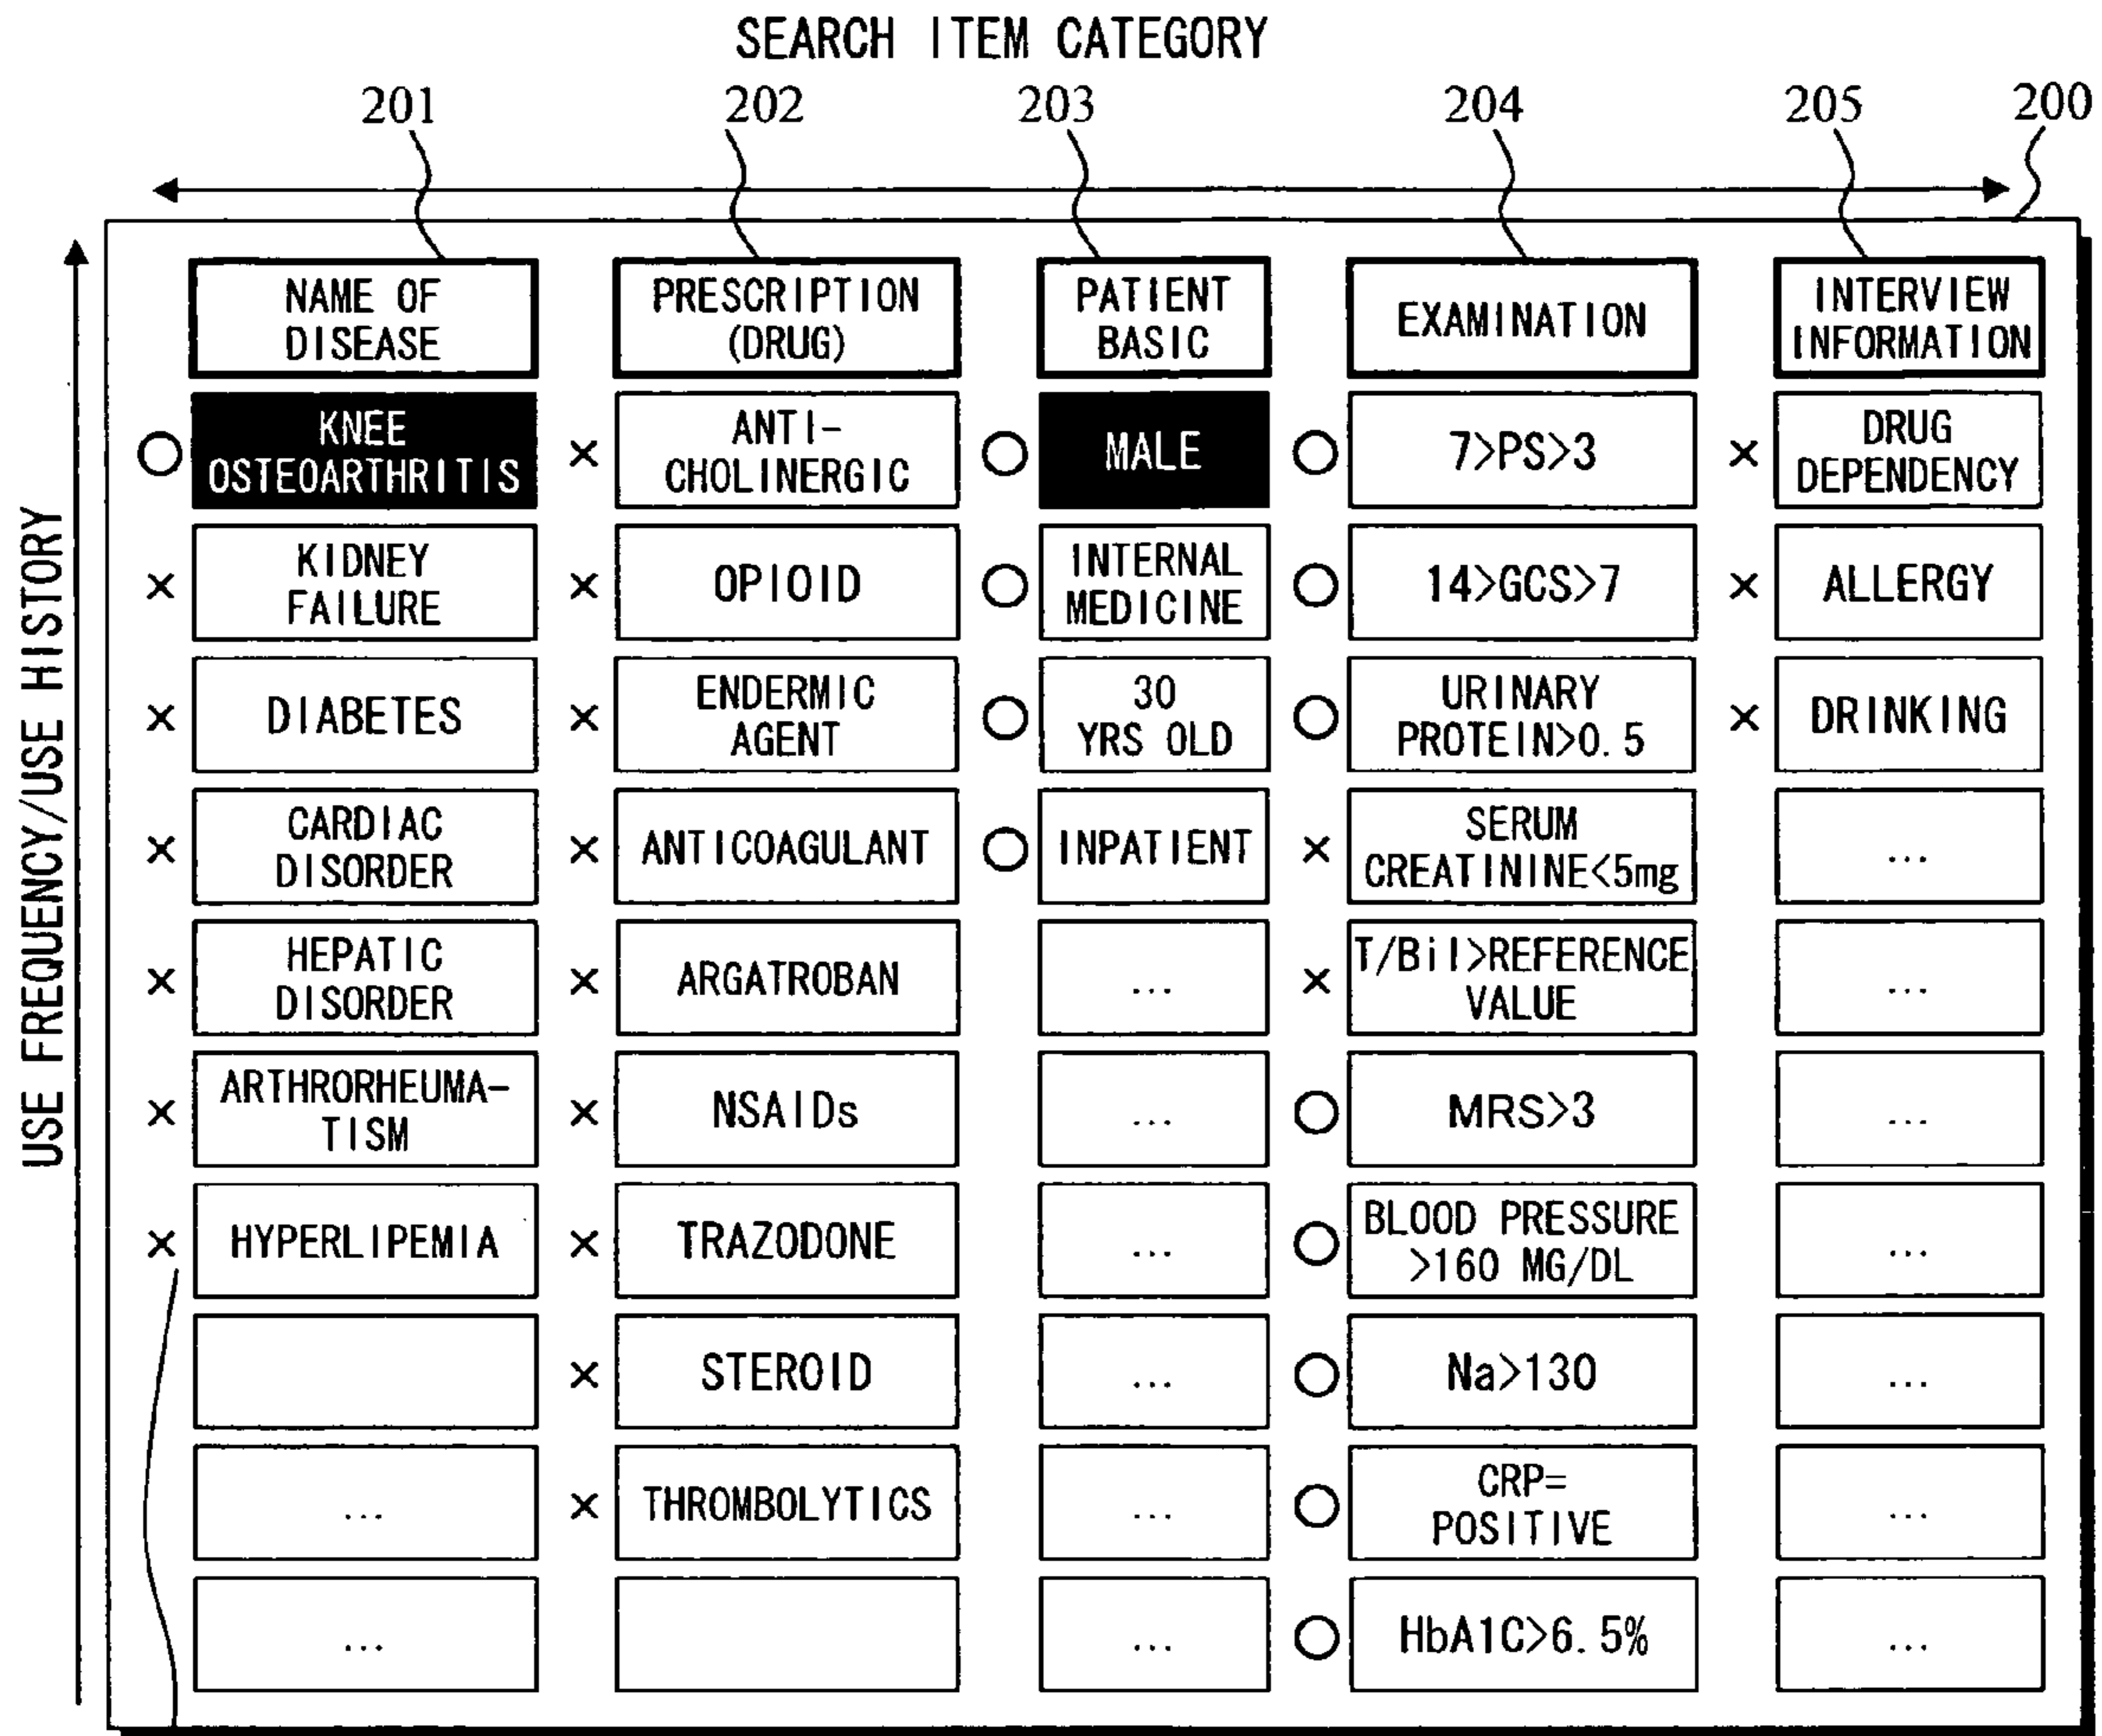 SEARCH ITEM CATEGORY
201 202 203 204 205 200
USE FREQUENCY/USE HISTORY
NAME OF
DISEASE
PRESCRIPTION
(DRUG)
PATIENT
BASIC
EXAMINATION
INTERVIEW
INFORMATION
○ KNEE
OSTEOARTHRITIS
× ANTI-
CHOLINERGIC
○ MALE
○ 7>PS>3
× DRUG
DEPENDENCY
× KIDNEY
FAILURE
× OPIOID
○ INTERNAL
MEDICINE
○ 14>GCS>7
× ALLERGY
× DIABETES
× ENDERMIC
AGENT
○ 30
YRS OLD
○ URINARY
PROTEIN>0.5
× DRINKING
× CARDIAC
DISORDER
× ANTICOAGULANT
○ INPATIENT
× SERUM
CREATININE<5mg
...
× HEPATIC
DISORDER
× ARGATROBAN
...
× T/Bil>REFERENCE
VALUE
...
× ARTHRORHEUMA-
TISM
× NSAIDs
...
○ MRS>3
...
× HYPERLIPEMIA
× TRAZODONE
...
○ BLOOD PRESSURE
>160 MG/DL
...
× STEROID
...
○ Na>130
...
...
× THROMBOLYTICS
...
○ CRP=
POSITIVE
...
...
...
○ HbA1C>6.5%
...